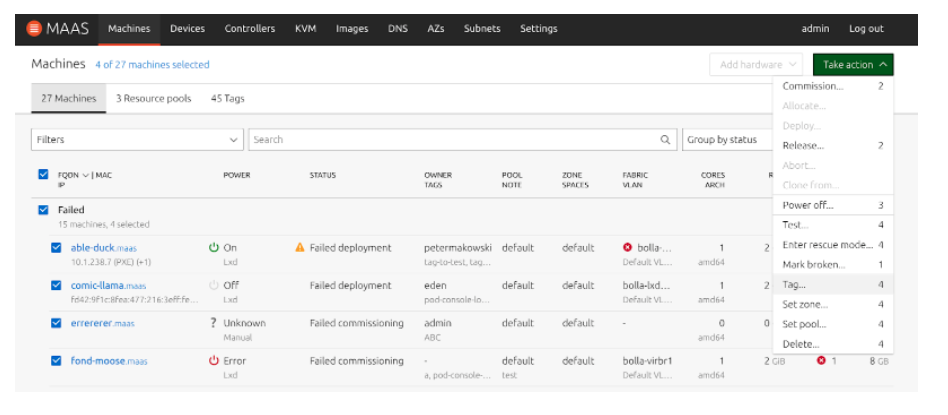 MAAS Machines Devices Controllers KVM Images DNS AZs Subnets Settings admin Log out
Machines 4 of 27 machines selected Add hardware Take action
27 Machines 3 Resource pools 45 Tags
Commission... 2
Allocate...
Deploy...
Release... 2
Abort...
Clone from...
Power off... 3
Test... 4
Enter rescue mode... 4
Mark broken... 1
Tag... 4
Set zone... 4
Set pool... 4
Delete... 4
Filters Search Group by status
FQDN | MAC POWER STATUS OWNER POOL ZONE FABRIC CORES R
IP TAGS NOTE SPACES VLAN ARCH
Failed
15 machines, 4 selected
able-duck.maas On Failed deployment petermakowski default default bolla-... 1 2
10.1.238.7 (PXE) (+1) Lxd tag-to-test, tag... Default VL... amd64
comic-llama.maas Off Failed deployment eden default default bolla-lxd... 1 2
fd42:9f1c:8fea:477:216:3eff:fe... Lxd pod-console-lo... Default VL... amd64
errererer.maas ? Unknown Failed commissioning admin default default - 0 0
Manual ABC amd64
fond-moose.maas Error Failed commissioning - default default bolla-virbr1 1 2 GB 1 8 GB
Lxd a, pod-console-... test Default VL... amd64